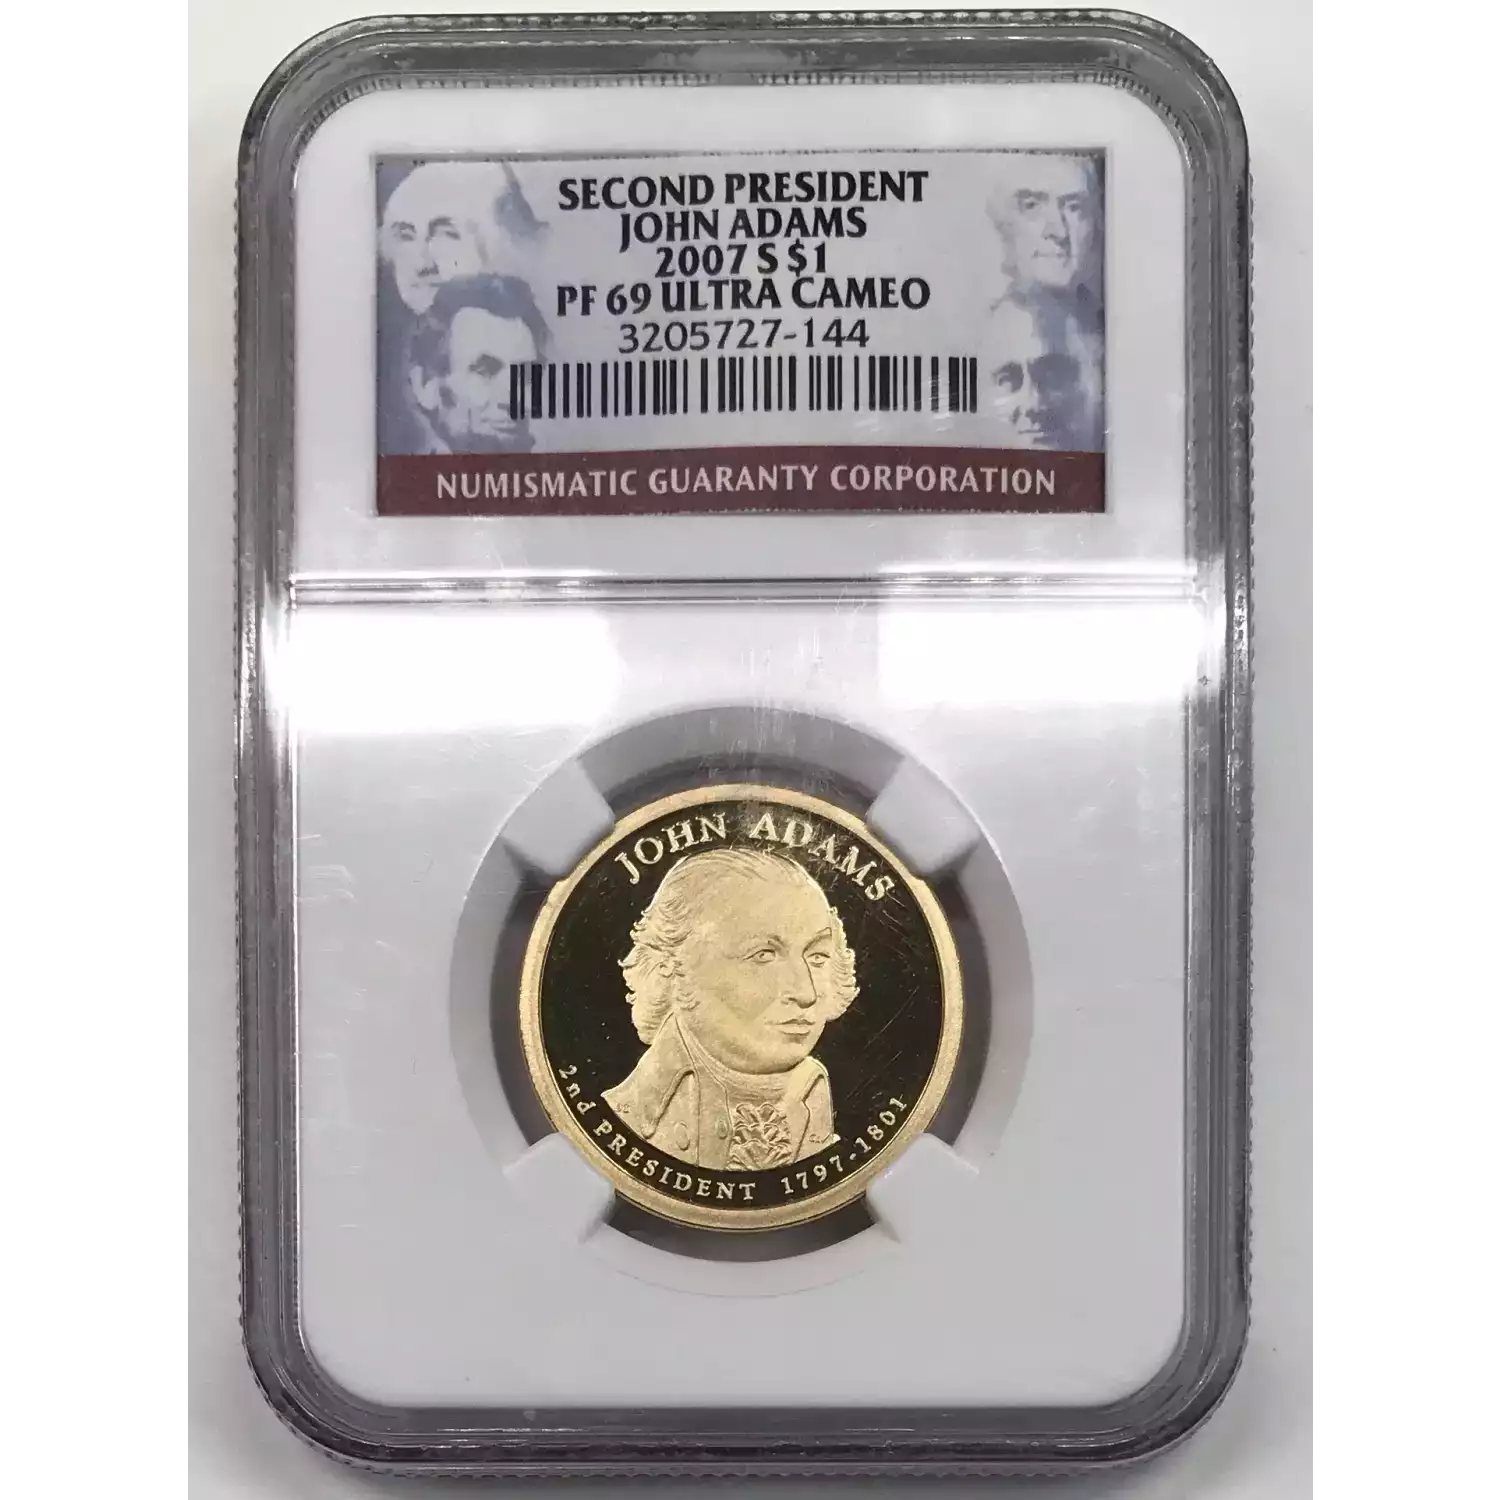 SECOND PRESIDENT
JOHN ADAMS
2007 S $1
PF 69 ULTRA CAMEO
3205727-144
NUMISMATIC GUARANTY CORPORATION
JOHN ADAMS
2nd PRESIDENT 1797-1801